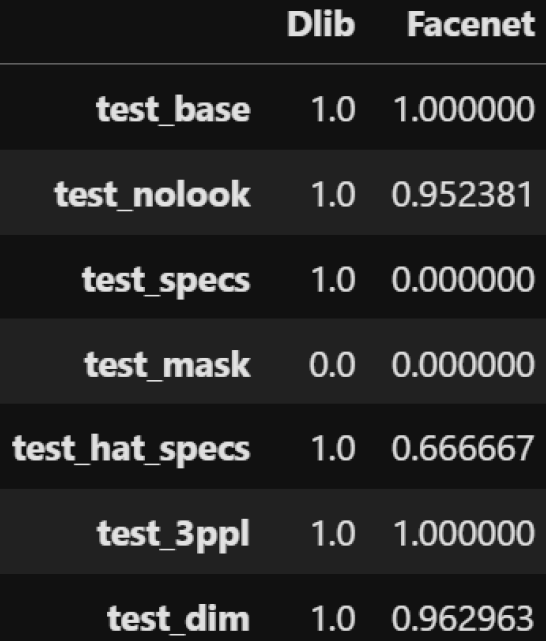 Dlib Facenet
test_base 1.0 1.000000
test_nolook 1.0 0.952381
test_specs 1.0 0.000000
test_mask 0.0 0.000000
test_hat_specs 1.0 0.666667
test_3ppl 1.0 1.000000
test_dim 1.0 0.962963